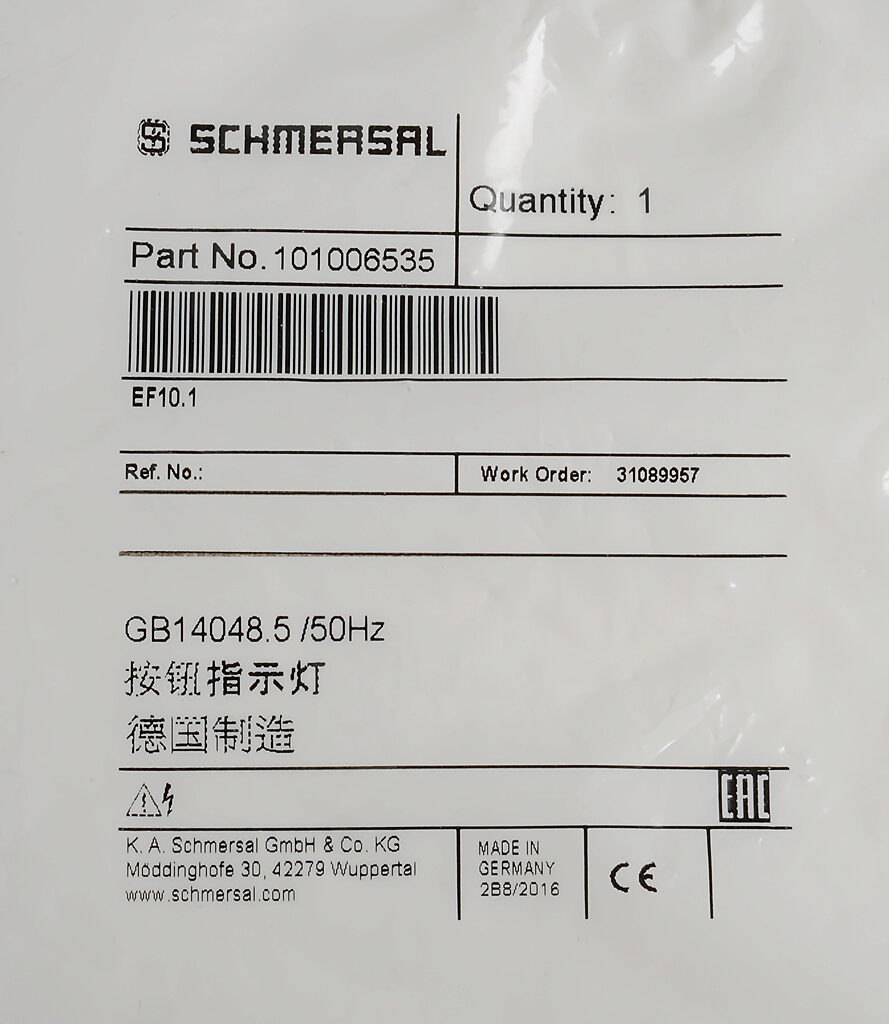 SCHMERSAL
Quantity: 1
Part No. 101006535
EF10.1
Ref. No.:
Work Order: 31089957
GB14048.5 /50Hz
按钮指示灯
德国制造
EAC
K. A. Schmersal GmbH & Co. KG
Möddinghofe 30, 42279 Wuppertal
www.schmersal.com
MADE IN
GERMANY
2B8/2016
CE